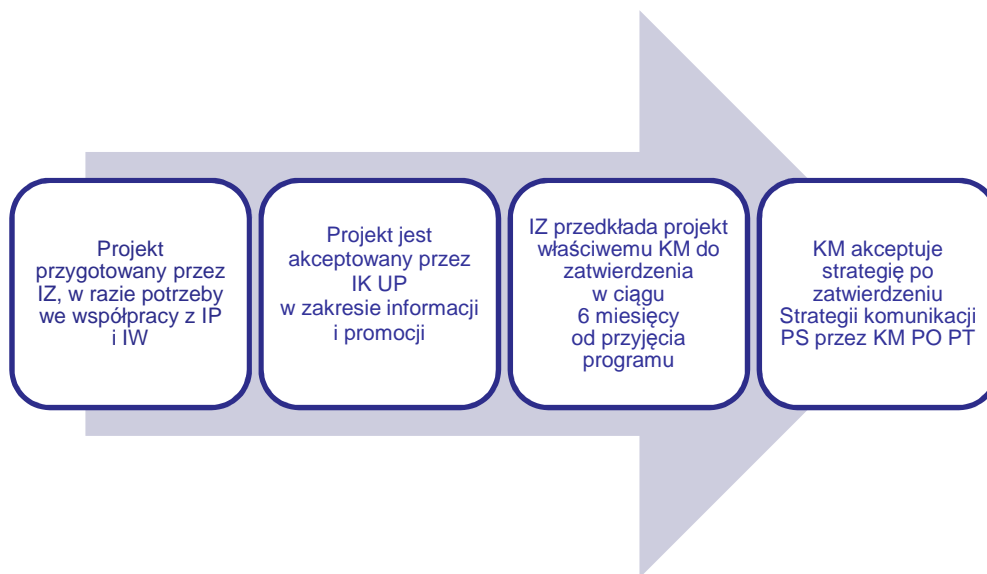 Projekt
przygotowany przez
IZ, w razie potrzeby
we współpracy z IP
i IW
Projekt jest
akceptowany przez
IK UP
w zakresie informacji
i promocji
IZ przedkłada projekt
właściwemu KM do
zatwierdzenia
w ciągu
6 miesięcy
od przyjęcia
programu
KM akceptuje
strategię po
zatwierdzeniu
Strategii komunikacji
PS przez KM PO PT